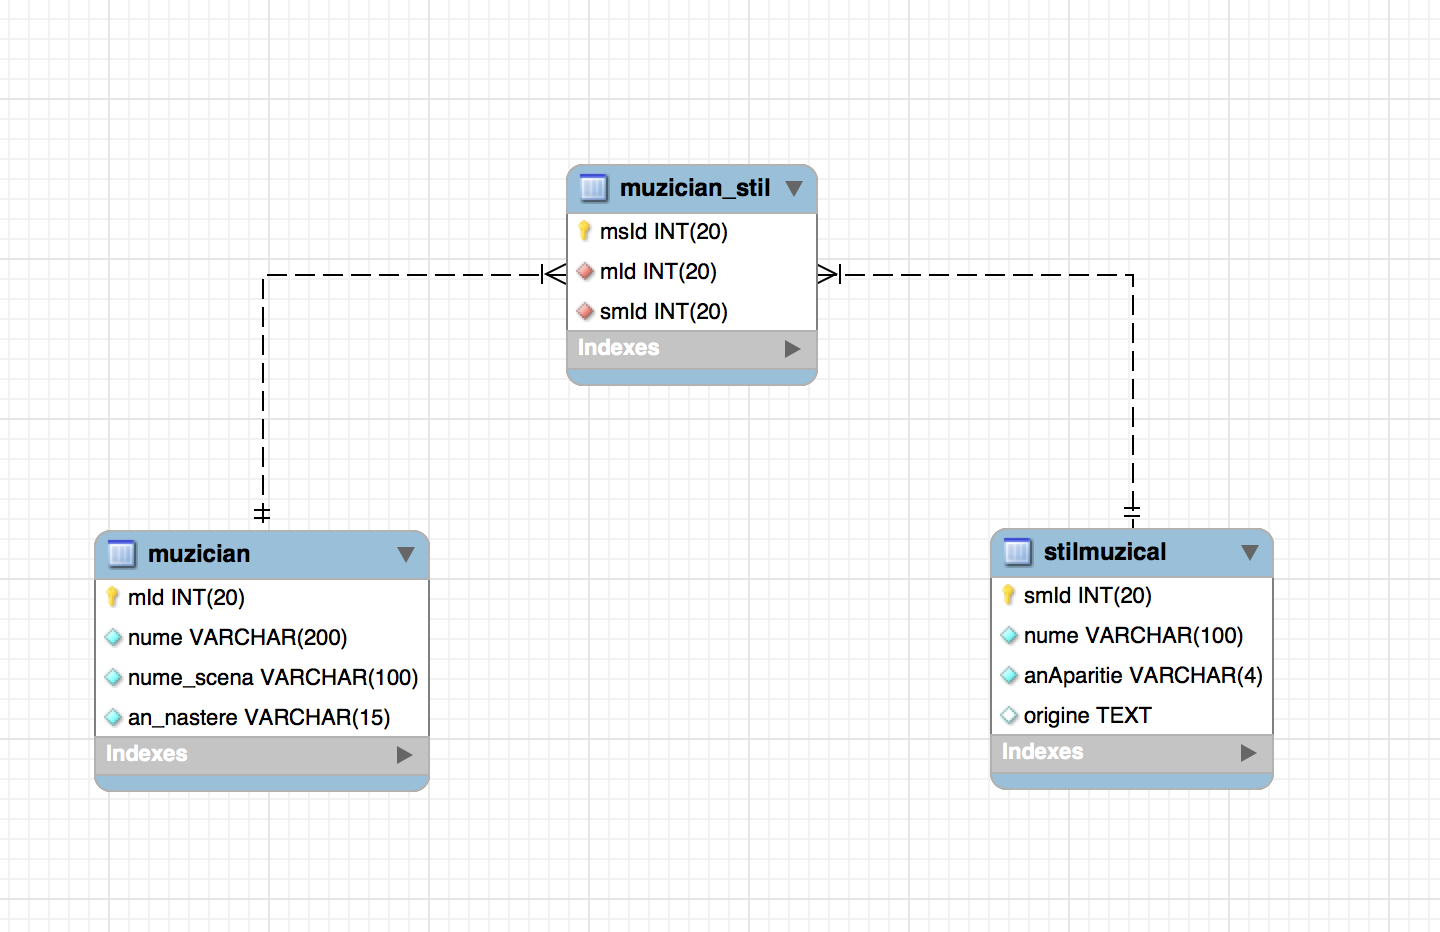 muzician_stil
msId INT(20)
mId INT(20)
smId INT(20)
Indexes
muzician
mId INT(20)
nume VARCHAR(200)
nume_scena VARCHAR(100)
an_nastere VARCHAR(15)
Indexes
stilmuzical
smId INT(20)
nume VARCHAR(100)
anAparitie VARCHAR(4)
origine TEXT
Indexes